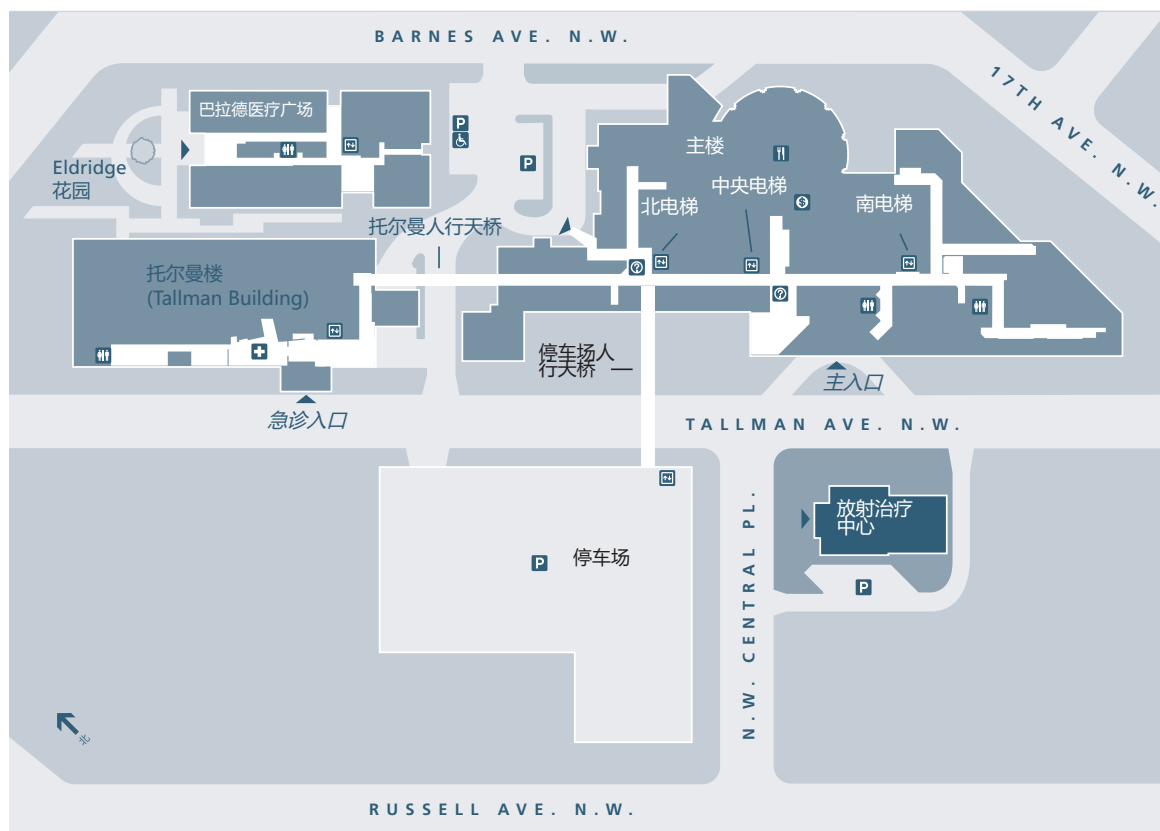 BARNES AVE. N.W.
17TH AVE. N.W.
巴拉德医疗广场
P
P
Eldridge
花园
主楼
中央电梯
北电梯
南电梯
$
托尔曼人行天桥
托尔曼楼
(Tallman Building)
?
?
停车场人
行天桥
主入口
急诊入口
TALLMAN AVE. N.W.
放射治疗
中心
停车场
P
P
N.W. CENTRAL PL.
北
RUSSELL AVE. N.W.